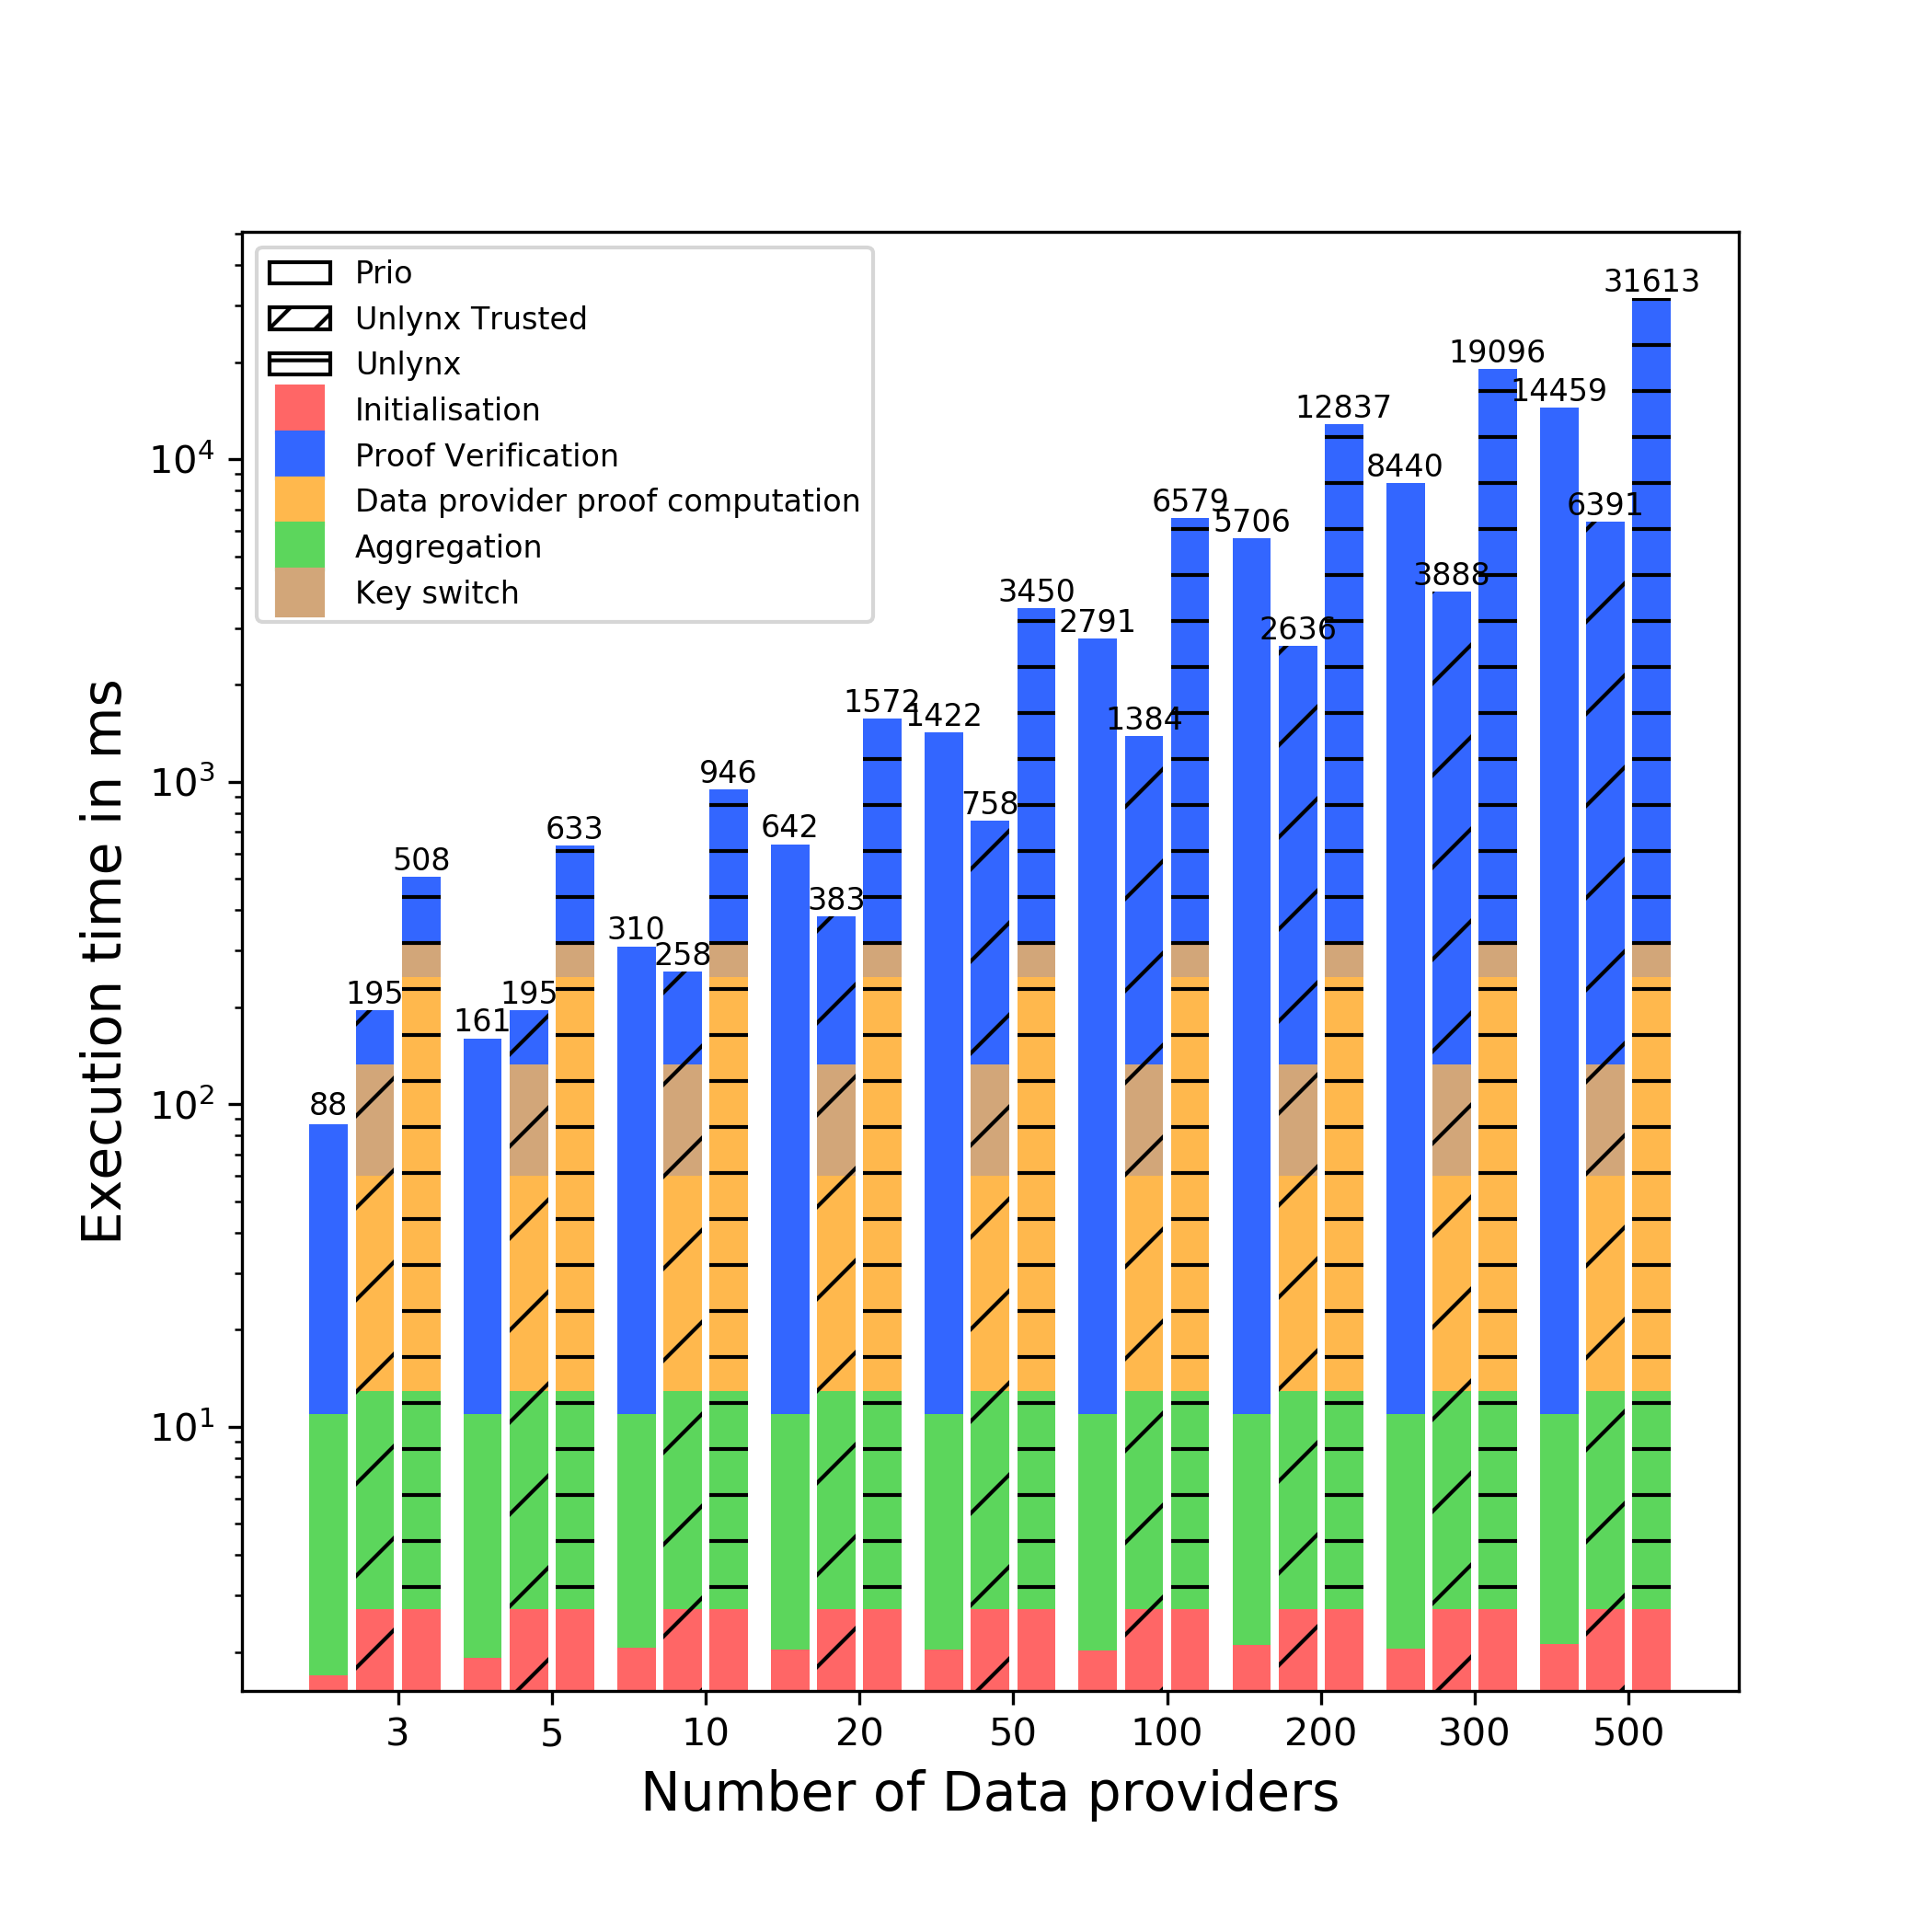 Prio
Unlynx Trusted
Unlynx
Initialisation
Proof Verification
Data provider proof computation
Aggregation
Key switch
Execution time in ms
10⁴
10³
10²
10¹
88
195
508
161
195
633
310
258
946
642
383
1572
1422
758
3450
2791
1384
6579
5706
2636
12837
8440
3888
19096
14459
6391
31613
3 5 10 20 50 100 200 300 500
Number of Data providers